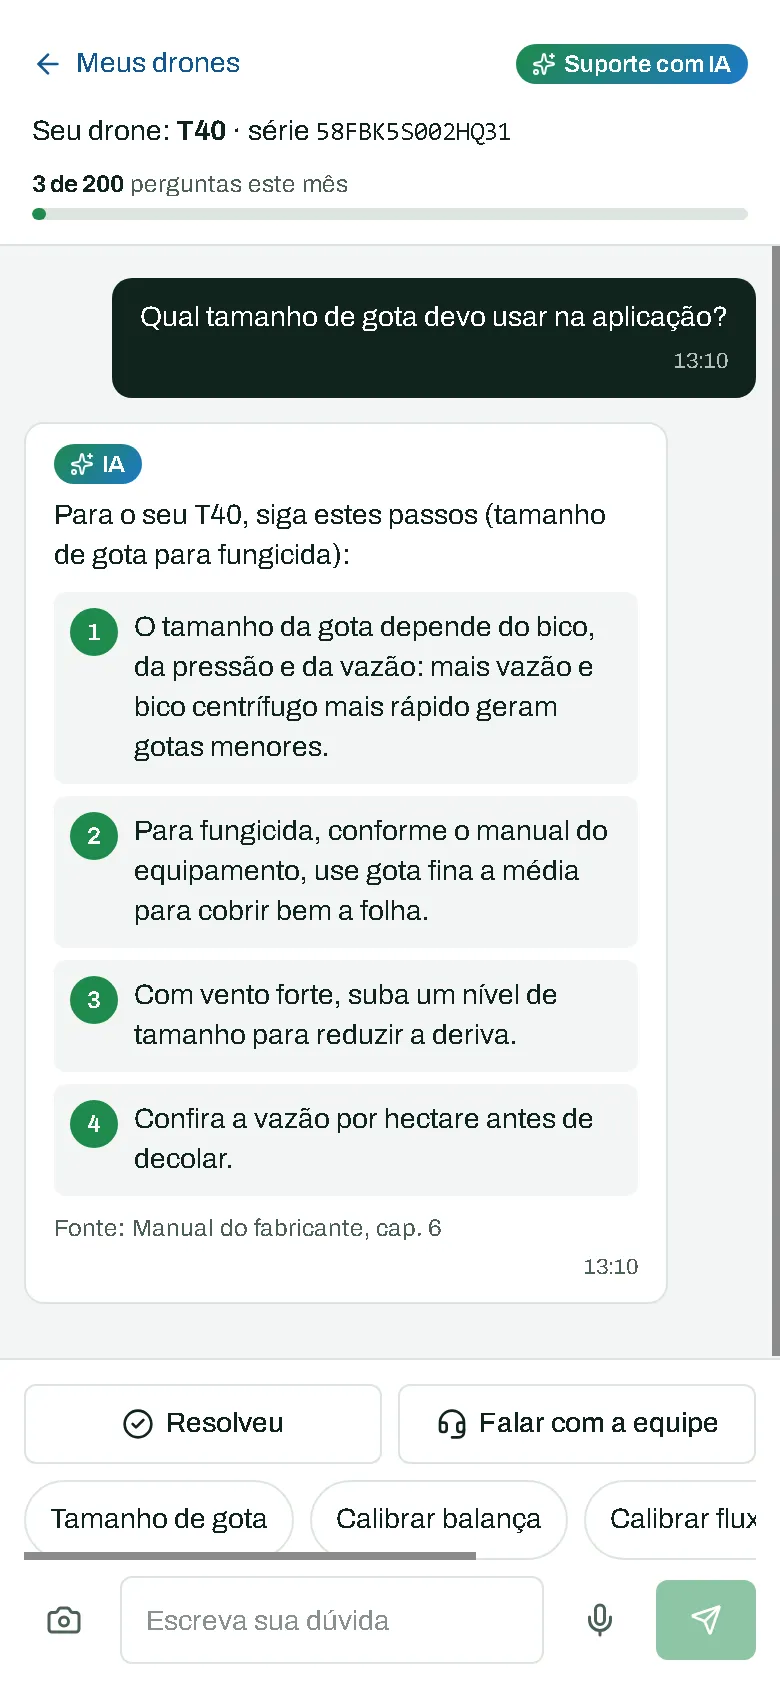 Meus drones
Suporte com IA
Seu drone: T40 · série 58FBK5S002HQ31
3 de 200 perguntas este mês
Qual tamanho de gota devo usar na aplicação?
13:10
IA
Para o seu T40, siga estes passos (tamanho
de gota para fungicida):
1
O tamanho da gota depende do bico,
da pressão e da vazão: mais vazão e
bico centrífugo mais rápido geram
gotas menores.
2
Para fungicida, conforme o manual do
equipamento, use gota fina a média
para cobrir bem a folha.
3
Com vento forte, suba um nível de
tamanho para reduzir a deriva.
4
Confira a vazão por hectare antes de
decolar.
Fonte: Manual do fabricante, cap. 6
13:10
Resolveu
Falar com a equipe
Tamanho de gota
Calibrar balança
Calibrar flux
Escreva sua dúvida